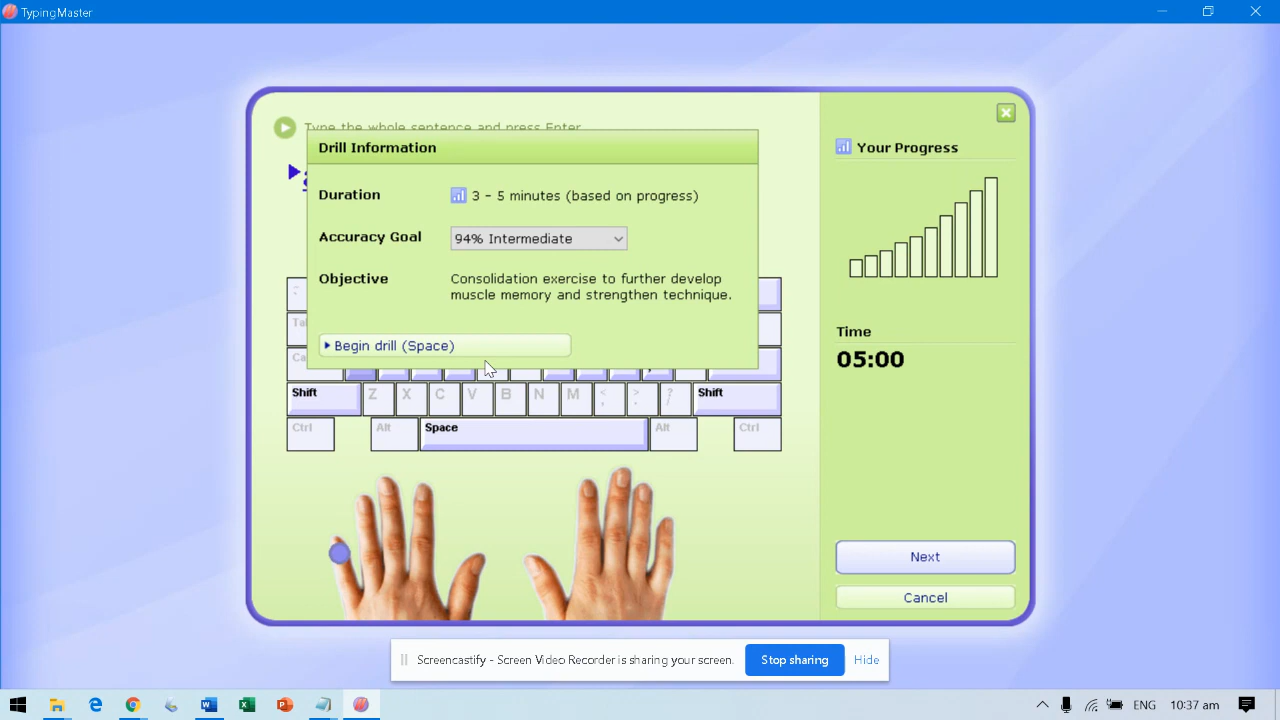 TypingMaster
Type the whole sentence and press Enter
Drill Information
Duration
3 - 5 minutes (based on progress)
Accuracy Goal
94% Intermediate
Objective
Consolidation exercise to further develop
muscle memory and strengthen technique.
Begin drill (Space)
Shift Z X C V B N M < , > . ? / Shift
Ctrl Alt Space Alt Ctrl
Your Progress
Time
05:00
Next
Cancel
Screencastify - Screen Video Recorder is sharing your screen.
Stop sharing
Hide
ENG
10:37 am